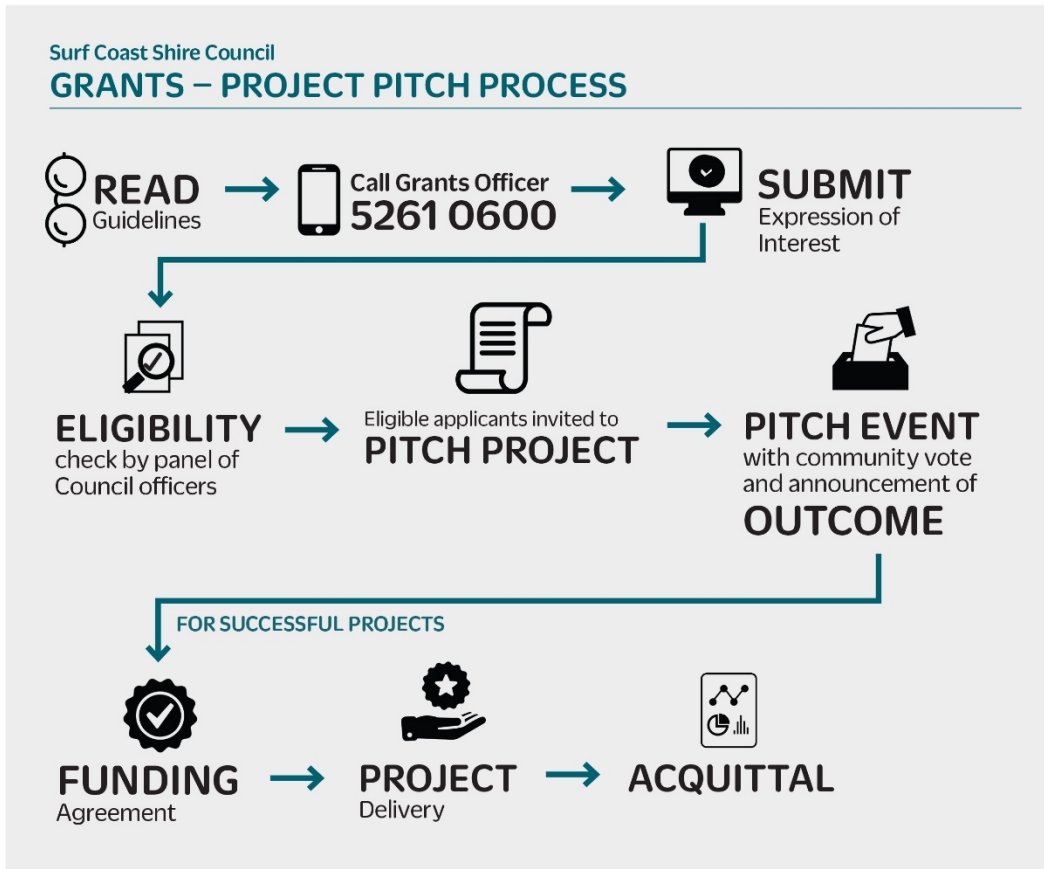 Surf Coast Shire Council
GRANTS – PROJECT PITCH PROCESS
READ
Guidelines
Call Grants Officer
5261 0600
SUBMIT
Expression of
Interest
ELIGIBILITY
check by panel of
Council officers
Eligible applicants invited to
PITCH PROJECT
PITCH EVENT
with community vote
and announcement of
OUTCOME
FOR SUCCESSFUL PROJECTS
FUNDING
Agreement
PROJECT
Delivery
ACQUITTAL